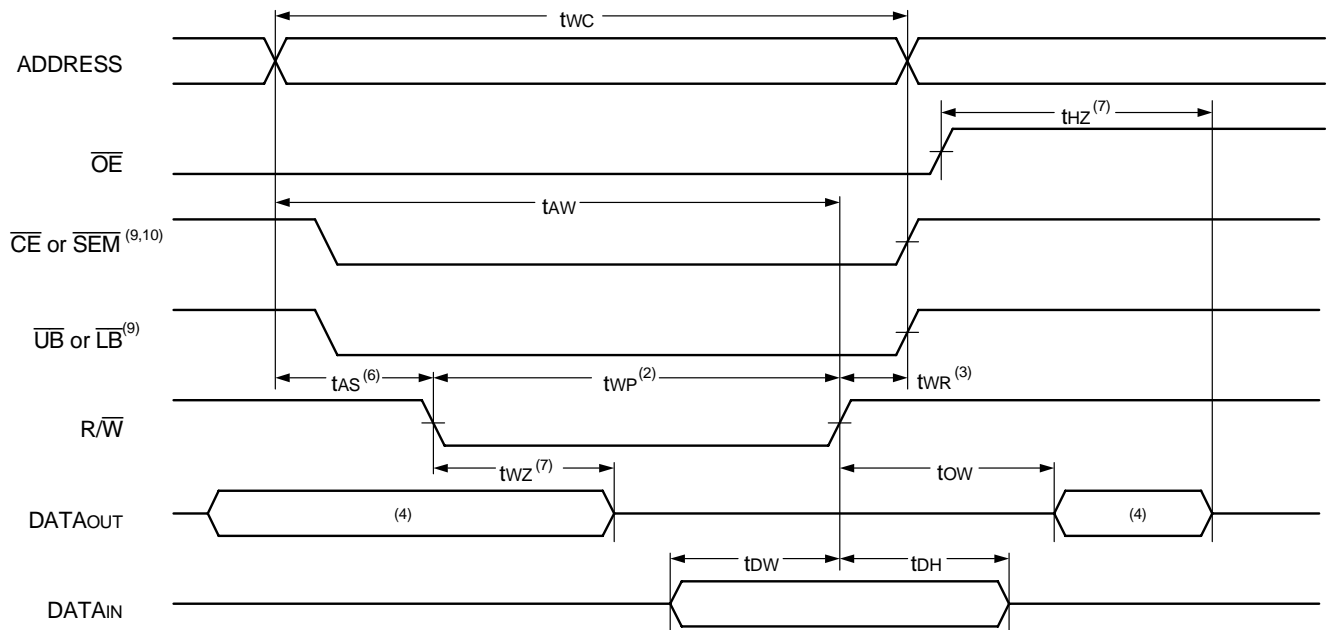 tWC
ADDRESS
tHZ (7)
OE
tAW
CE or SEM (9,10)
UB or LB (9)
tAS (6) tWP (2) tWR (3)
R/W
tWZ (7) tOW
DATAOUT (4) (4)
tDW tDH
DATAIN